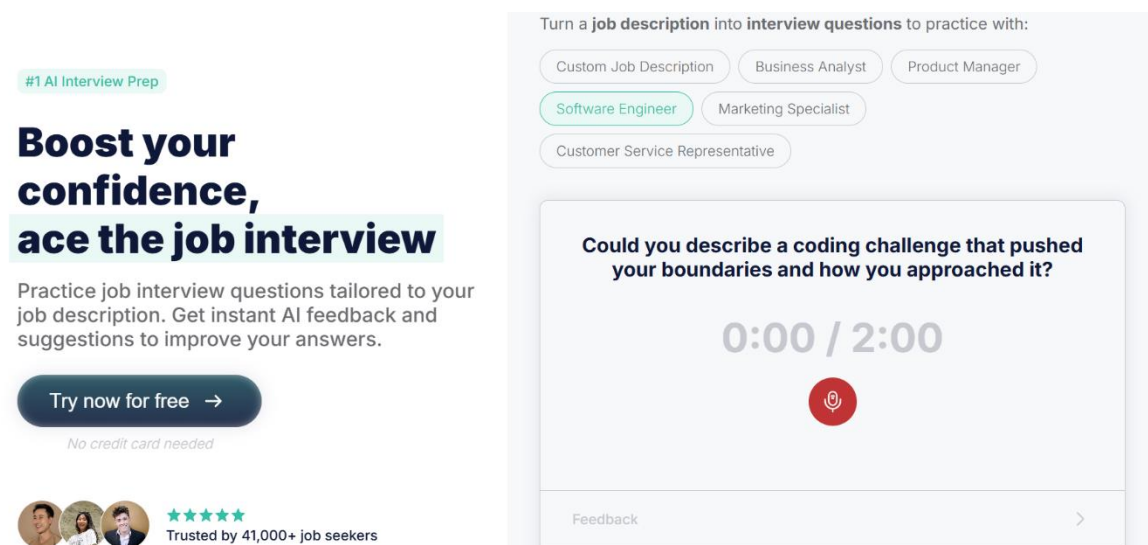 #1 AI Interview Prep
Boost your
confidence,
ace the job interview
Practice job interview questions tailored to your
job description. Get instant AI feedback and
suggestions to improve your answers.
Try now for free →
No credit card needed
Trusted by 41,000+ job seekers
Turn a job description into interview questions to practice with:
Custom Job Description
Business Analyst
Product Manager
Software Engineer
Marketing Specialist
Customer Service Representative
Could you describe a coding challenge that pushed
your boundaries and how you approached it?
0:00 / 2:00
Feedback